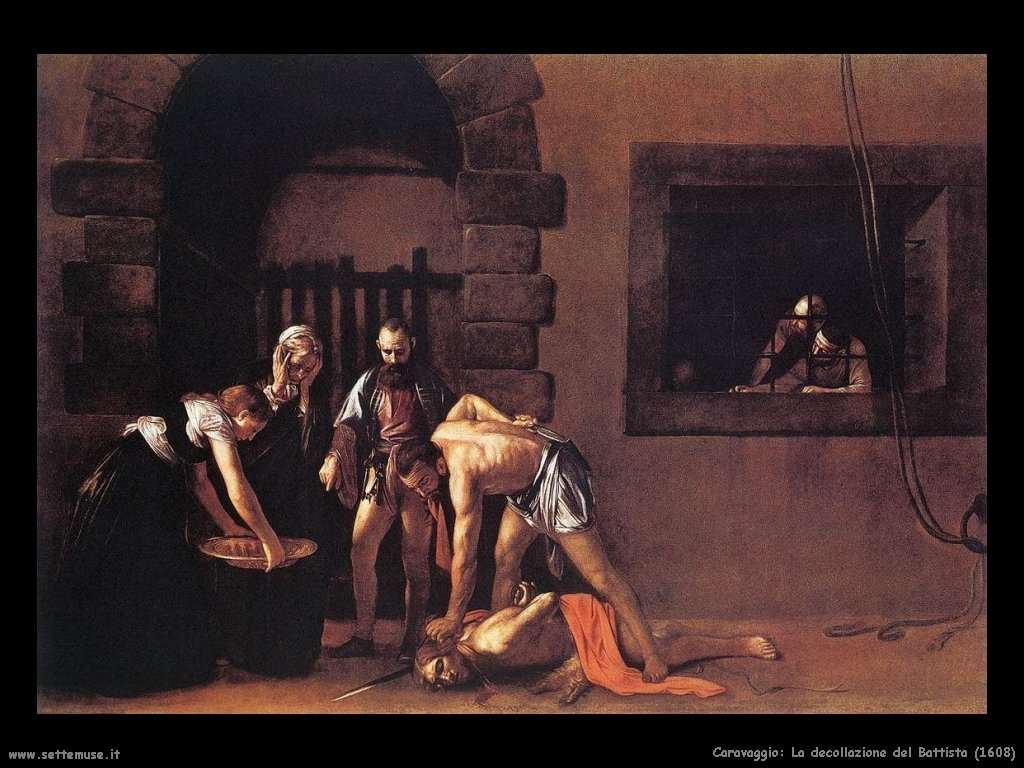 www.settemuse.it
Caravaggio: La decollazione del Battista (1608)